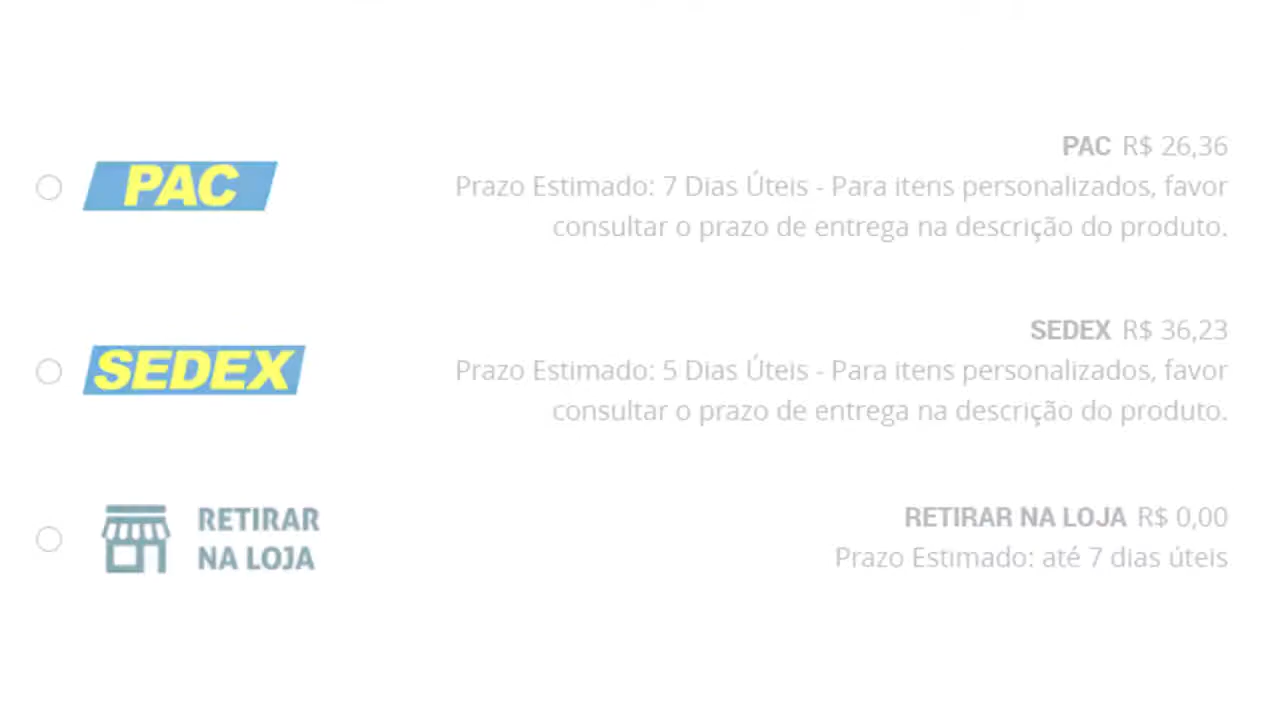 PAC
PAC R$ 26,36
Prazo Estimado: 7 Dias Úteis - Para itens personalizados, favor
consultar o prazo de entrega na descrição do produto.
SEDEX
SEDEX R$ 36,23
Prazo Estimado: 5 Dias Úteis - Para itens personalizados, favor
consultar o prazo de entrega na descrição do produto.
RETIRAR
NA LOJA
RETIRAR NA LOJA R$ 0,00
Prazo Estimado: até 7 dias úteis